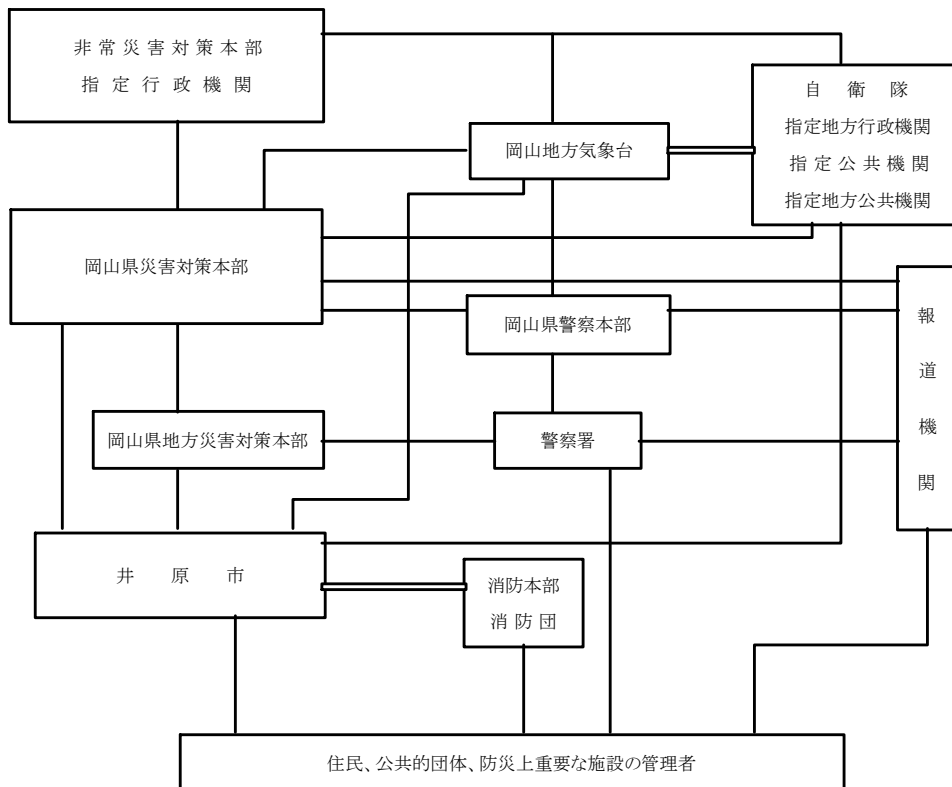 非常災害対策本部
指定行政機関
自衛隊
指定地方行政機関
指定公共機関
指定地方公共機関
岡山地方気象台
岡山県災害対策本部
岡山県警察本部
報道機関
岡山県地方災害対策本部
警察署
井原市
消防本部
消防団
住民、公共的団体、防災上重要な施設の管理者